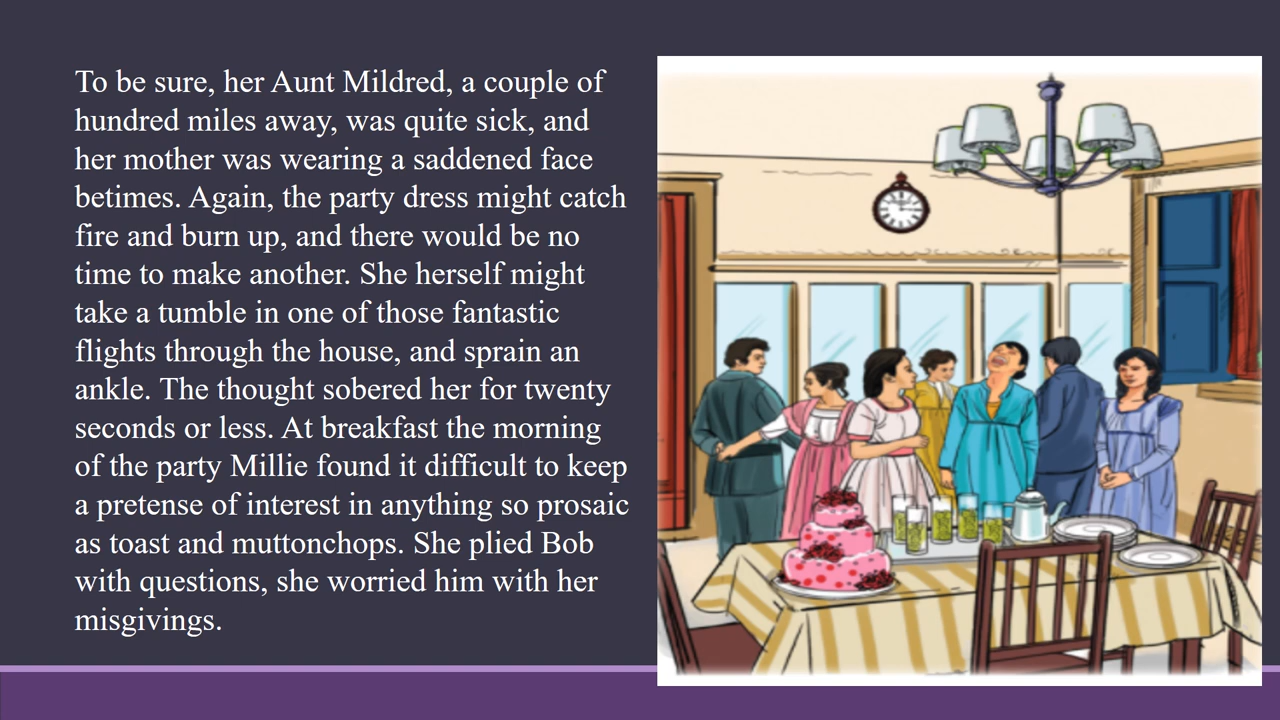 To be sure, her Aunt Mildred, a couple of
hundred miles away, was quite sick, and
her mother was wearing a saddened face
betimes. Again, the party dress might catch
fire and burn up, and there would be no
time to make another. She herself might
take a tumble in one of those fantastic
flights through the house, and sprain an
ankle. The thought sobered her for twenty
seconds or less. At breakfast the morning
of the party Millie found it difficult to keep
a pretense of interest in anything so prosaic
as toast and muttonchops. She plied Bob
with questions, she worried him with her
misgivings.